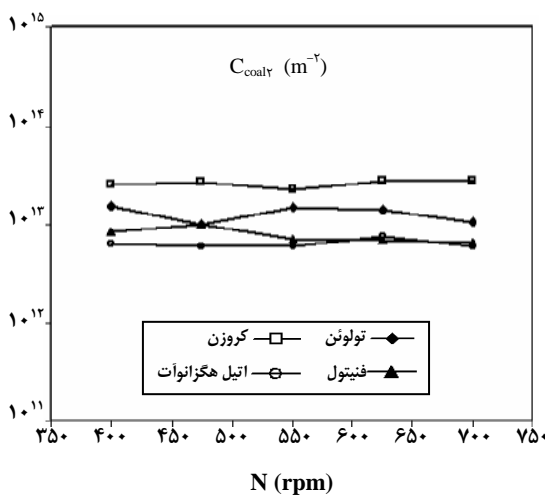 ۱۰^۱۵
C_coal۲ (m^−۲)
۱۰^۱۴
۱۰^۱۳
۱۰^۱۲
کروزن تولوئن
اتیل هگزانوآت فنیتول
۱۰^۱۱
۳۵۰ ۴۰۰ ۴۵۰ ۵۰۰ ۵۵۰ ۶۰۰ ۶۵۰ ۷۰۰ ۷۵۰
N (rpm)